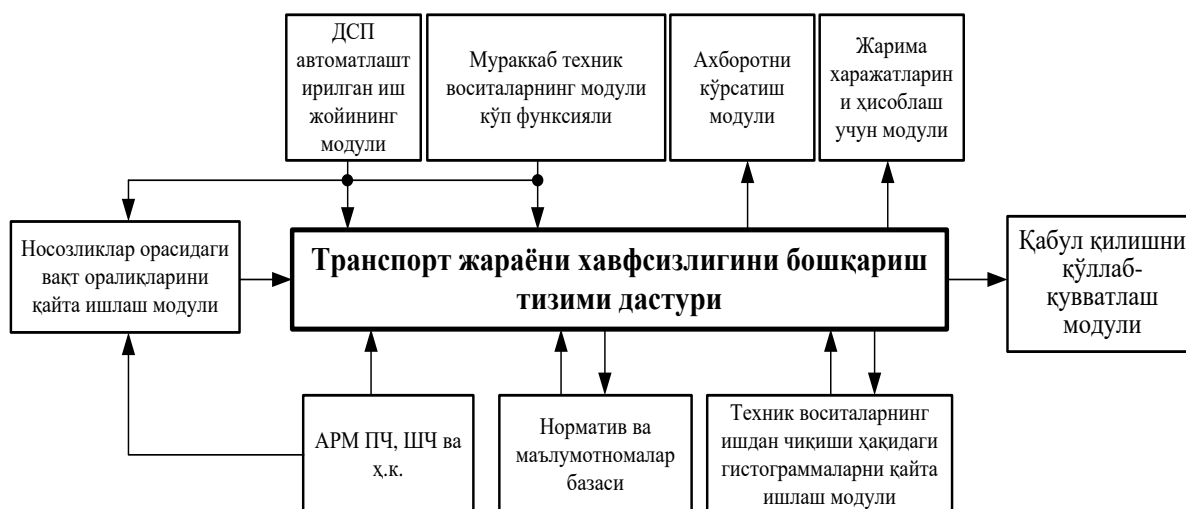 ДСП
автоматлашт
ирилган иш
жойининг
модули
Мураккаб техник
воситаларнинг модули
кўп функсияли
Ахборотни
кўрсатиш
модули
Жарима
харажатларин
и ҳисоблаш
учун модули
Носозликлар орасидаги
вақт оралиқларини
қайта ишлаш модули
Транспорт жараёни хавфсизлигини бошқариш
тизими дастури
Қабул қилишни
қўллаб-
қувватлаш
модули
АРМ ПЧ, ШЧ ва
ҳ.к.
Норматив ва
маълумотномалар
базаси
Техник воситаларнинг
ишдан чиқиши ҳақидаги
гистограммаларни қайта
ишлаш модули